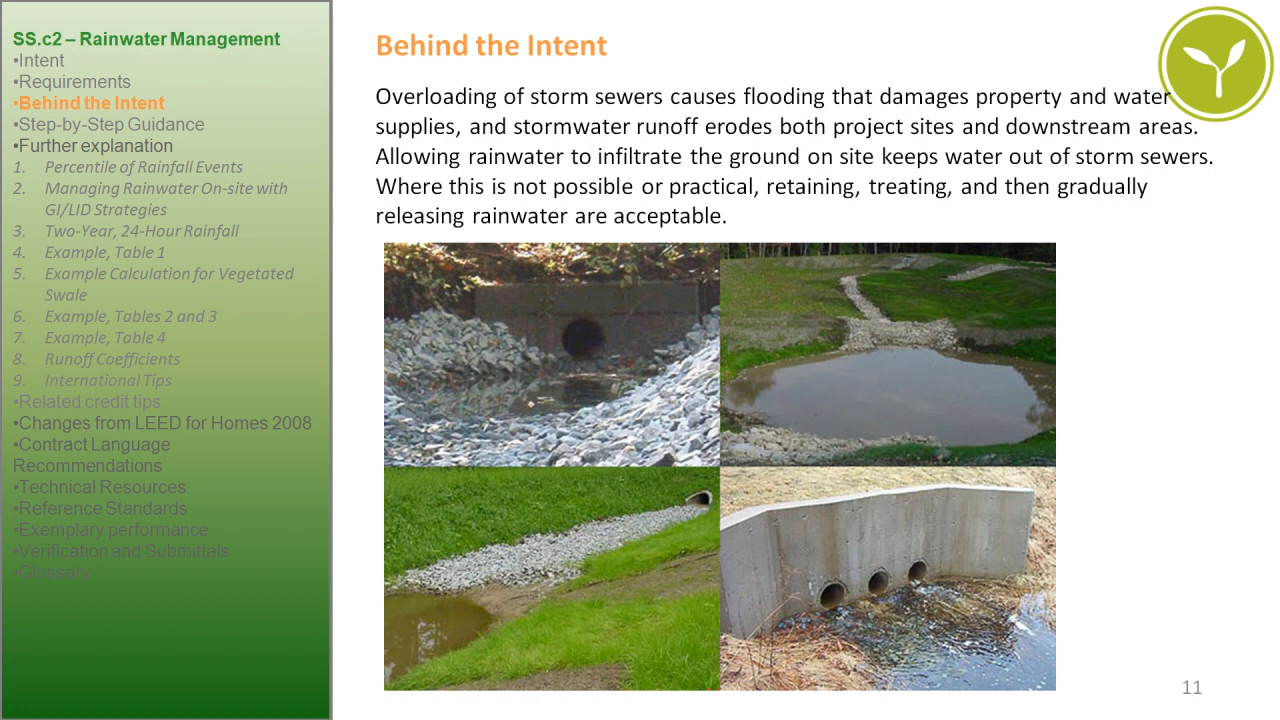 SS.c2 – Rainwater Management
•Intent
•Requirements
•Behind the Intent
•Step-by-Step Guidance
•Further explanation
1. Percentile of Rainfall Events
2. Managing Rainwater On-site with
GI/LID Strategies
3. Two-Year, 24-Hour Rainfall
4. Example, Table 1
5. Example Calculation for Vegetated
Swale
6. Example, Tables 2 and 3
7. Example, Table 4
8. Runoff Coefficients
9. International Tips
•Related credit tips
•Changes from LEED for Homes 2008
•Contract Language
Recommendations
•Technical Resources
•Reference Standards
•Exemplary performance
•Verification and Submittals
•Glossary
Behind the Intent
Overloading of storm sewers causes flooding that damages property and water
supplies, and stormwater runoff erodes both project sites and downstream areas.
Allowing rainwater to infiltrate the ground on site keeps water out of storm sewers.
Where this is not possible or practical, retaining, treating, and then gradually
releasing rainwater are acceptable.
11